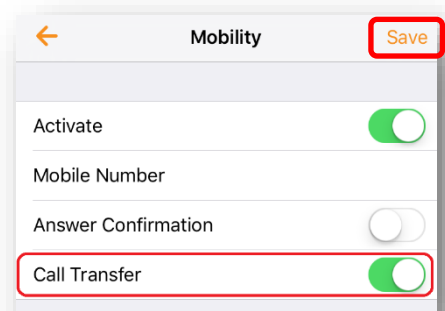 Mobility Save
Activate
Mobile Number
Answer Confirmation
Call Transfer